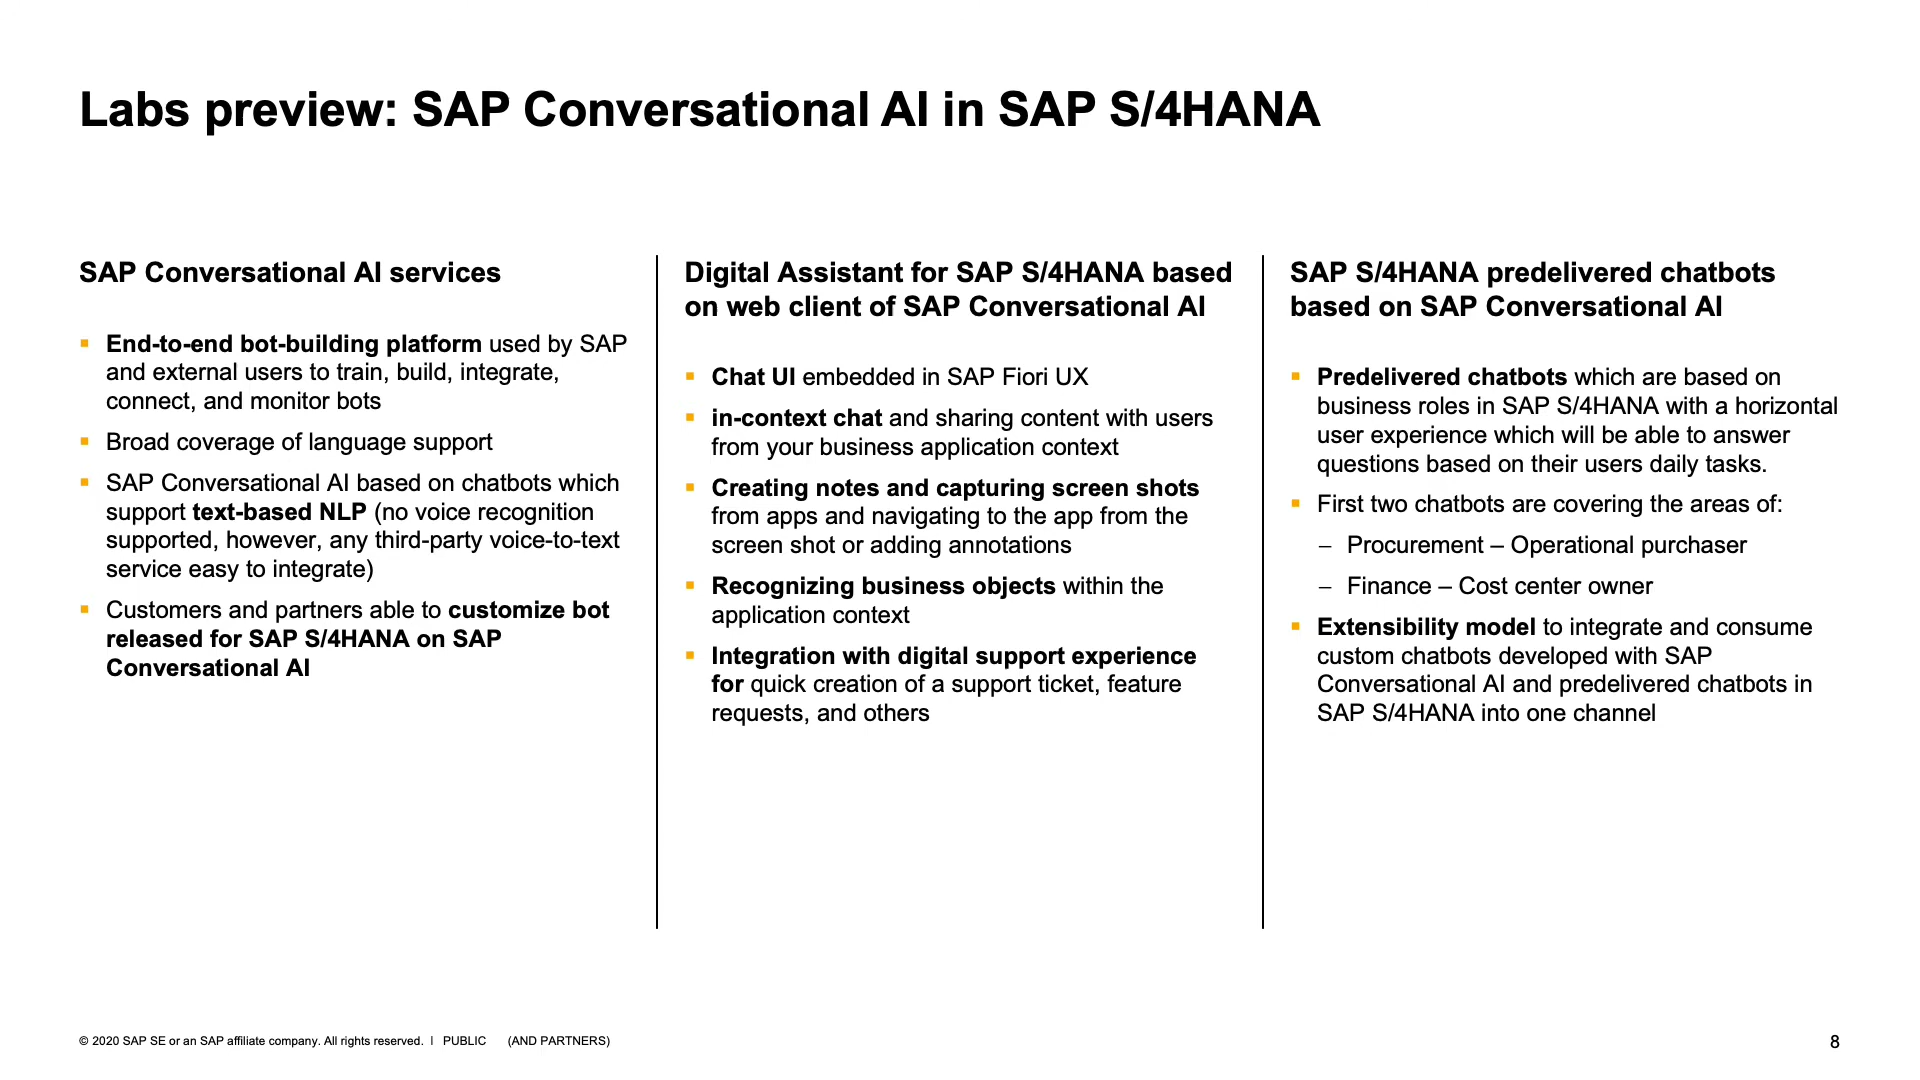 Labs preview: SAP Conversational AI in SAP S/4HANA
SAP Conversational AI services
▪ End-to-end bot-building platform used by SAP
and external users to train, build, integrate,
connect, and monitor bots
▪ Broad coverage of language support
▪ SAP Conversational AI based on chatbots which
support text-based NLP (no voice recognition
supported, however, any third-party voice-to-text
service easy to integrate)
▪ Customers and partners able to customize bot
released for SAP S/4HANA on SAP
Conversational AI
Digital Assistant for SAP S/4HANA based
on web client of SAP Conversational AI
▪ Chat UI embedded in SAP Fiori UX
▪ in-context chat and sharing content with users
from your business application context
▪ Creating notes and capturing screen shots
from apps and navigating to the app from the
screen shot or adding annotations
▪ Recognizing business objects within the
application context
▪ Integration with digital support experience
for quick creation of a support ticket, feature
requests, and others
SAP S/4HANA predelivered chatbots
based on SAP Conversational AI
▪ Predelivered chatbots which are based on
business roles in SAP S/4HANA with a horizontal
user experience which will be able to answer
questions based on their users daily tasks.
▪ First two chatbots are covering the areas of:
– Procurement – Operational purchaser
– Finance – Cost center owner
▪ Extensibility model to integrate and consume
custom chatbots developed with SAP
Conversational AI and predelivered chatbots in
SAP S/4HANA into one channel
© 2020 SAP SE or an SAP affiliate company. All rights reserved. | PUBLIC (AND PARTNERS)
8